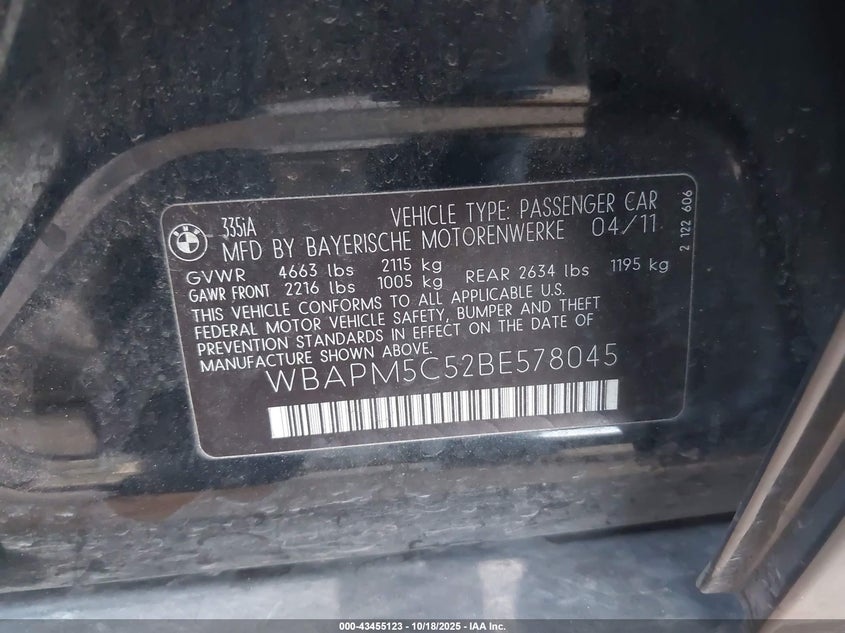 BMW
335iA
VEHICLE TYPE: PASSENGER CAR
MFD BY BAYERISCHE MOTORENWERKE 04/11
GVWR 4663 lbs 2115 kg
GAWR FRONT 2216 lbs 1005 kg REAR 2634 lbs 1195 kg
THIS VEHICLE CONFORMS TO ALL APPLICABLE U.S.
FEDERAL MOTOR VEHICLE SAFETY, BUMPER AND THEFT
PREVENTION STANDARDS IN EFFECT ON THE DATE OF
MANUFACTURE SHOWN ABOVE.
WBAPM5C52BE578045
2 122 606
000-43455123 - 10/18/2025 - IAA Inc.